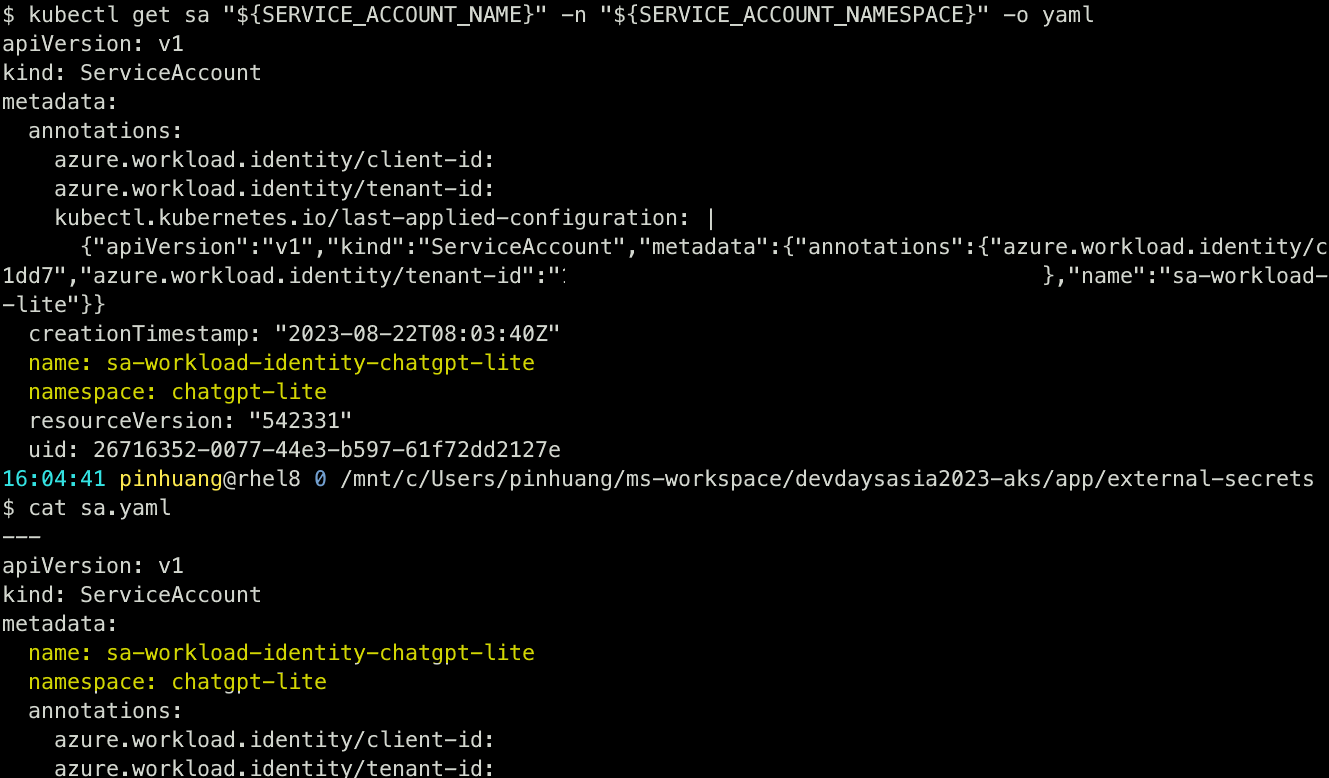 $ kubectl get sa "${SERVICE_ACCOUNT_NAME}" -n "${SERVICE_ACCOUNT_NAMESPACE}" -o yaml
apiVersion: v1
kind: ServiceAccount
metadata:
  annotations:
    azure.workload.identity/client-id:
    azure.workload.identity/tenant-id:
    kubectl.kubernetes.io/last-applied-configuration: |
      {"apiVersion":"v1","kind":"ServiceAccount","metadata":{"annotations":{"azure.workload.identity/c
1dd7","azure.workload.identity/tenant-id":" },"name":"sa-workload-
-lite"}}
  creationTimestamp: "2023-08-22T08:03:40Z"
  name: sa-workload-identity-chatgpt-lite
  namespace: chatgpt-lite
  resourceVersion: "542331"
  uid: 26716352-0077-44e3-b597-61f72dd2127e
16:04:41 pinhuang@rhel8 0 /mnt/c/Users/pinhuang/ms-workspace/devdaysasia2023-aks/app/external-secrets
$ cat sa.yaml
---
apiVersion: v1
kind: ServiceAccount
metadata:
  name: sa-workload-identity-chatgpt-lite
  namespace: chatgpt-lite
  annotations:
    azure.workload.identity/client-id:
    azure.workload.identity/tenant-id: